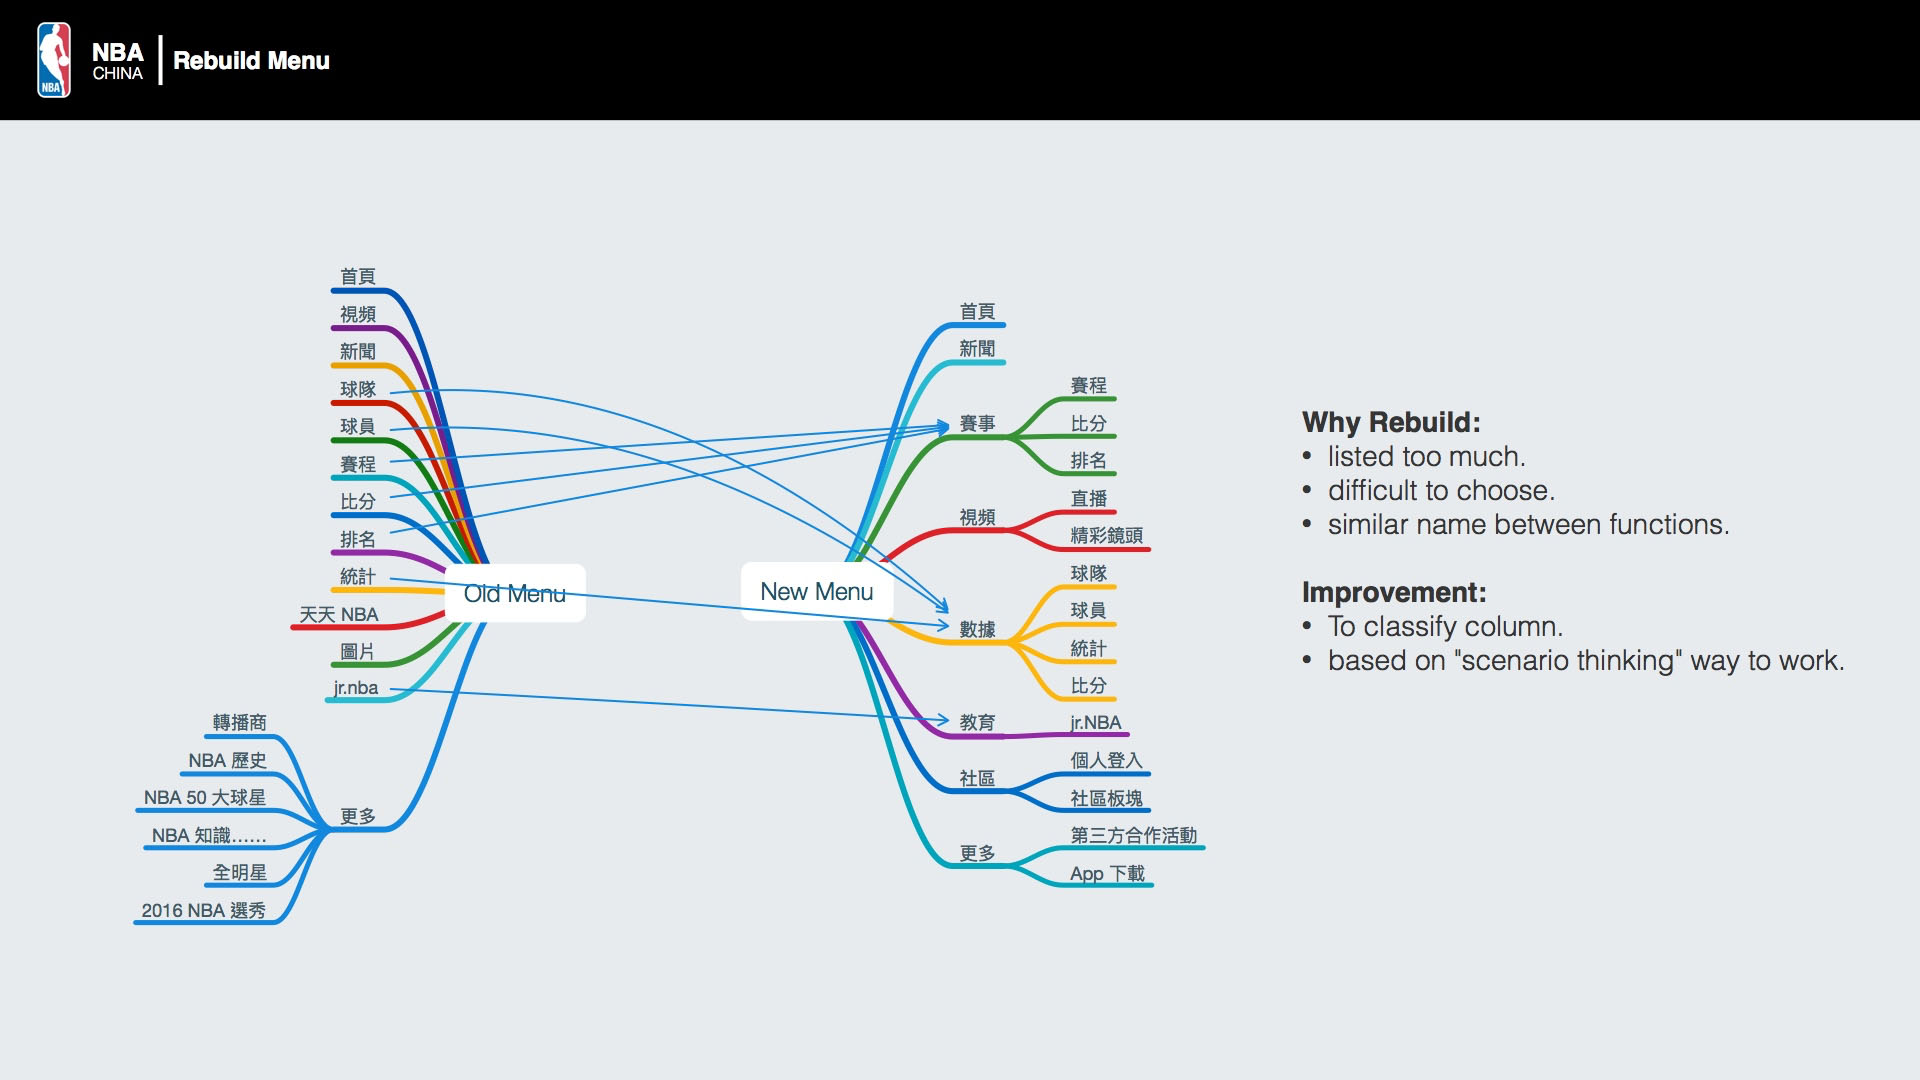 NBA
NBA
CHINA
Rebuild Menu
首頁
視頻
新聞
球隊
球員
賽程
比分
排名
統計
天天 NBA
圖片
jr.nba
更多
轉播商
NBA 歷史
NBA 50 大球星
NBA 知識……
全明星
2016 NBA 選秀
Old Menu
New Menu
首頁
新聞
賽事
賽程
比分
排名
視頻
直播
精彩鏡頭
數據
球隊
球員
統計
比分
教育
jr.NBA
社區
個人登入
社區板塊
更多
第三方合作活動
App 下載
Why Rebuild:
• listed too much.
• difficult to choose.
• similar name between functions.
Improvement:
• To classify column.
• based on "scenario thinking" way to work.